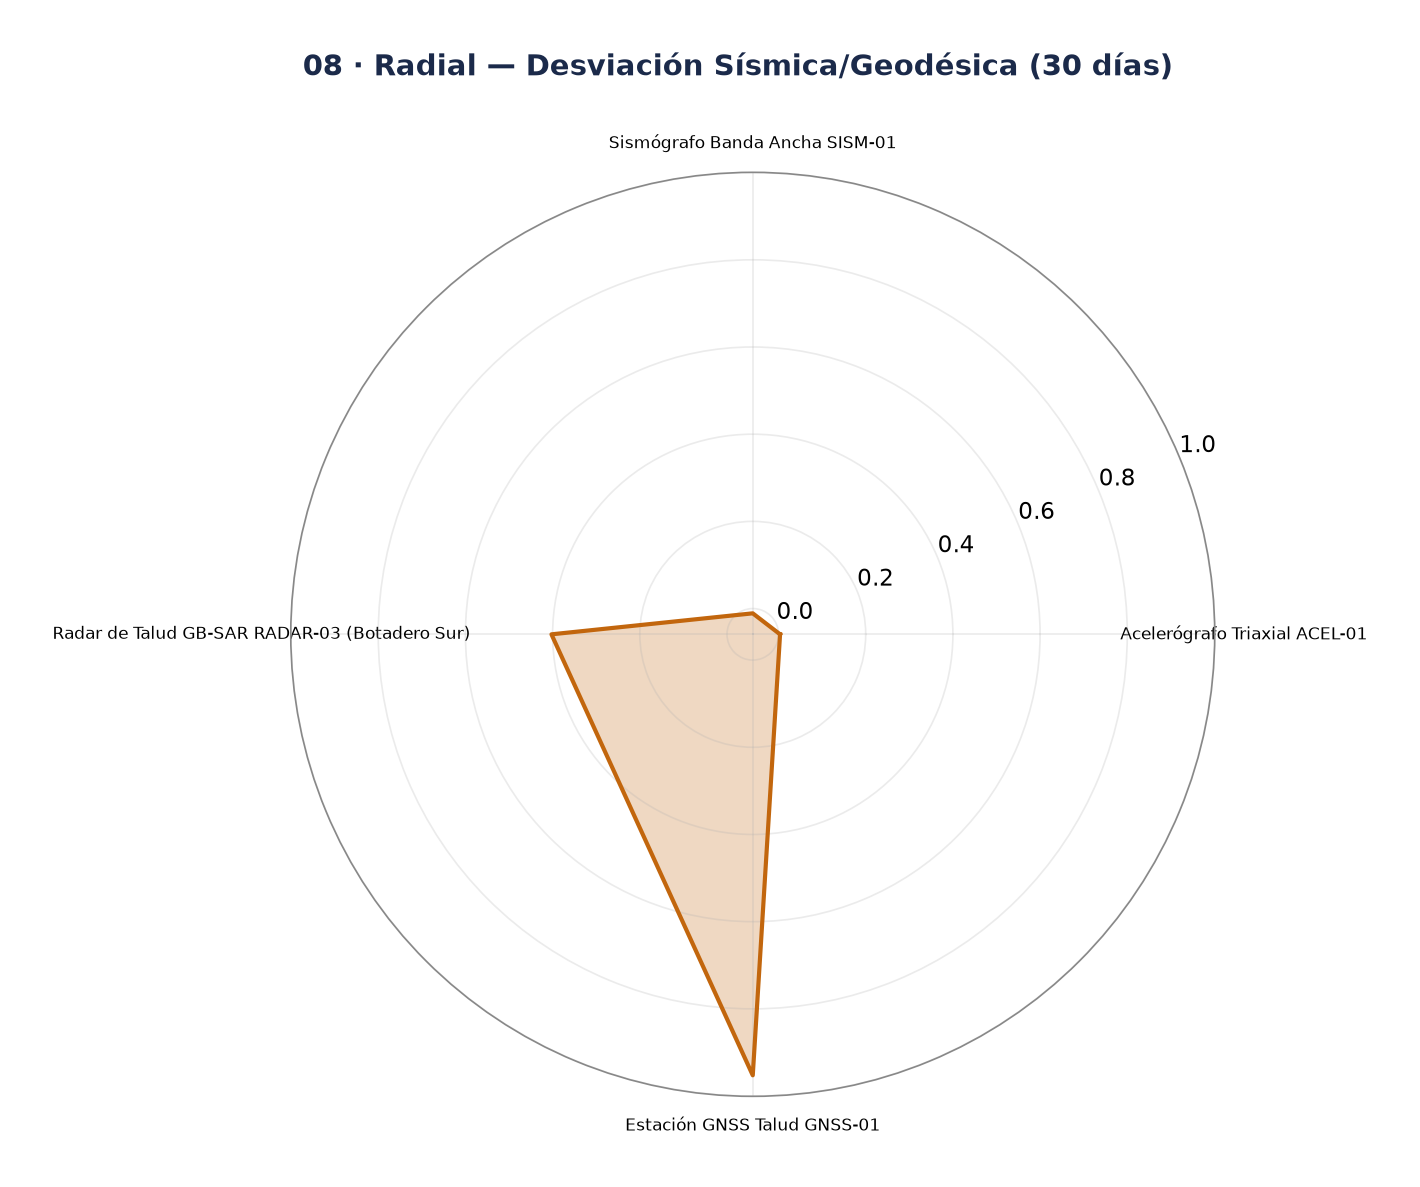 08 · Radial — Desviación Sísmica/Geodésica (30 días)
Sismógrafo Banda Ancha SISM-01
1.0
0.8
0.6
0.4
0.2
0.0
Radar de Talud GB-SAR RADAR-03 (Botadero Sur)
Acelerógrafo Triaxial ACEL-01
Estación GNSS Talud GNSS-01